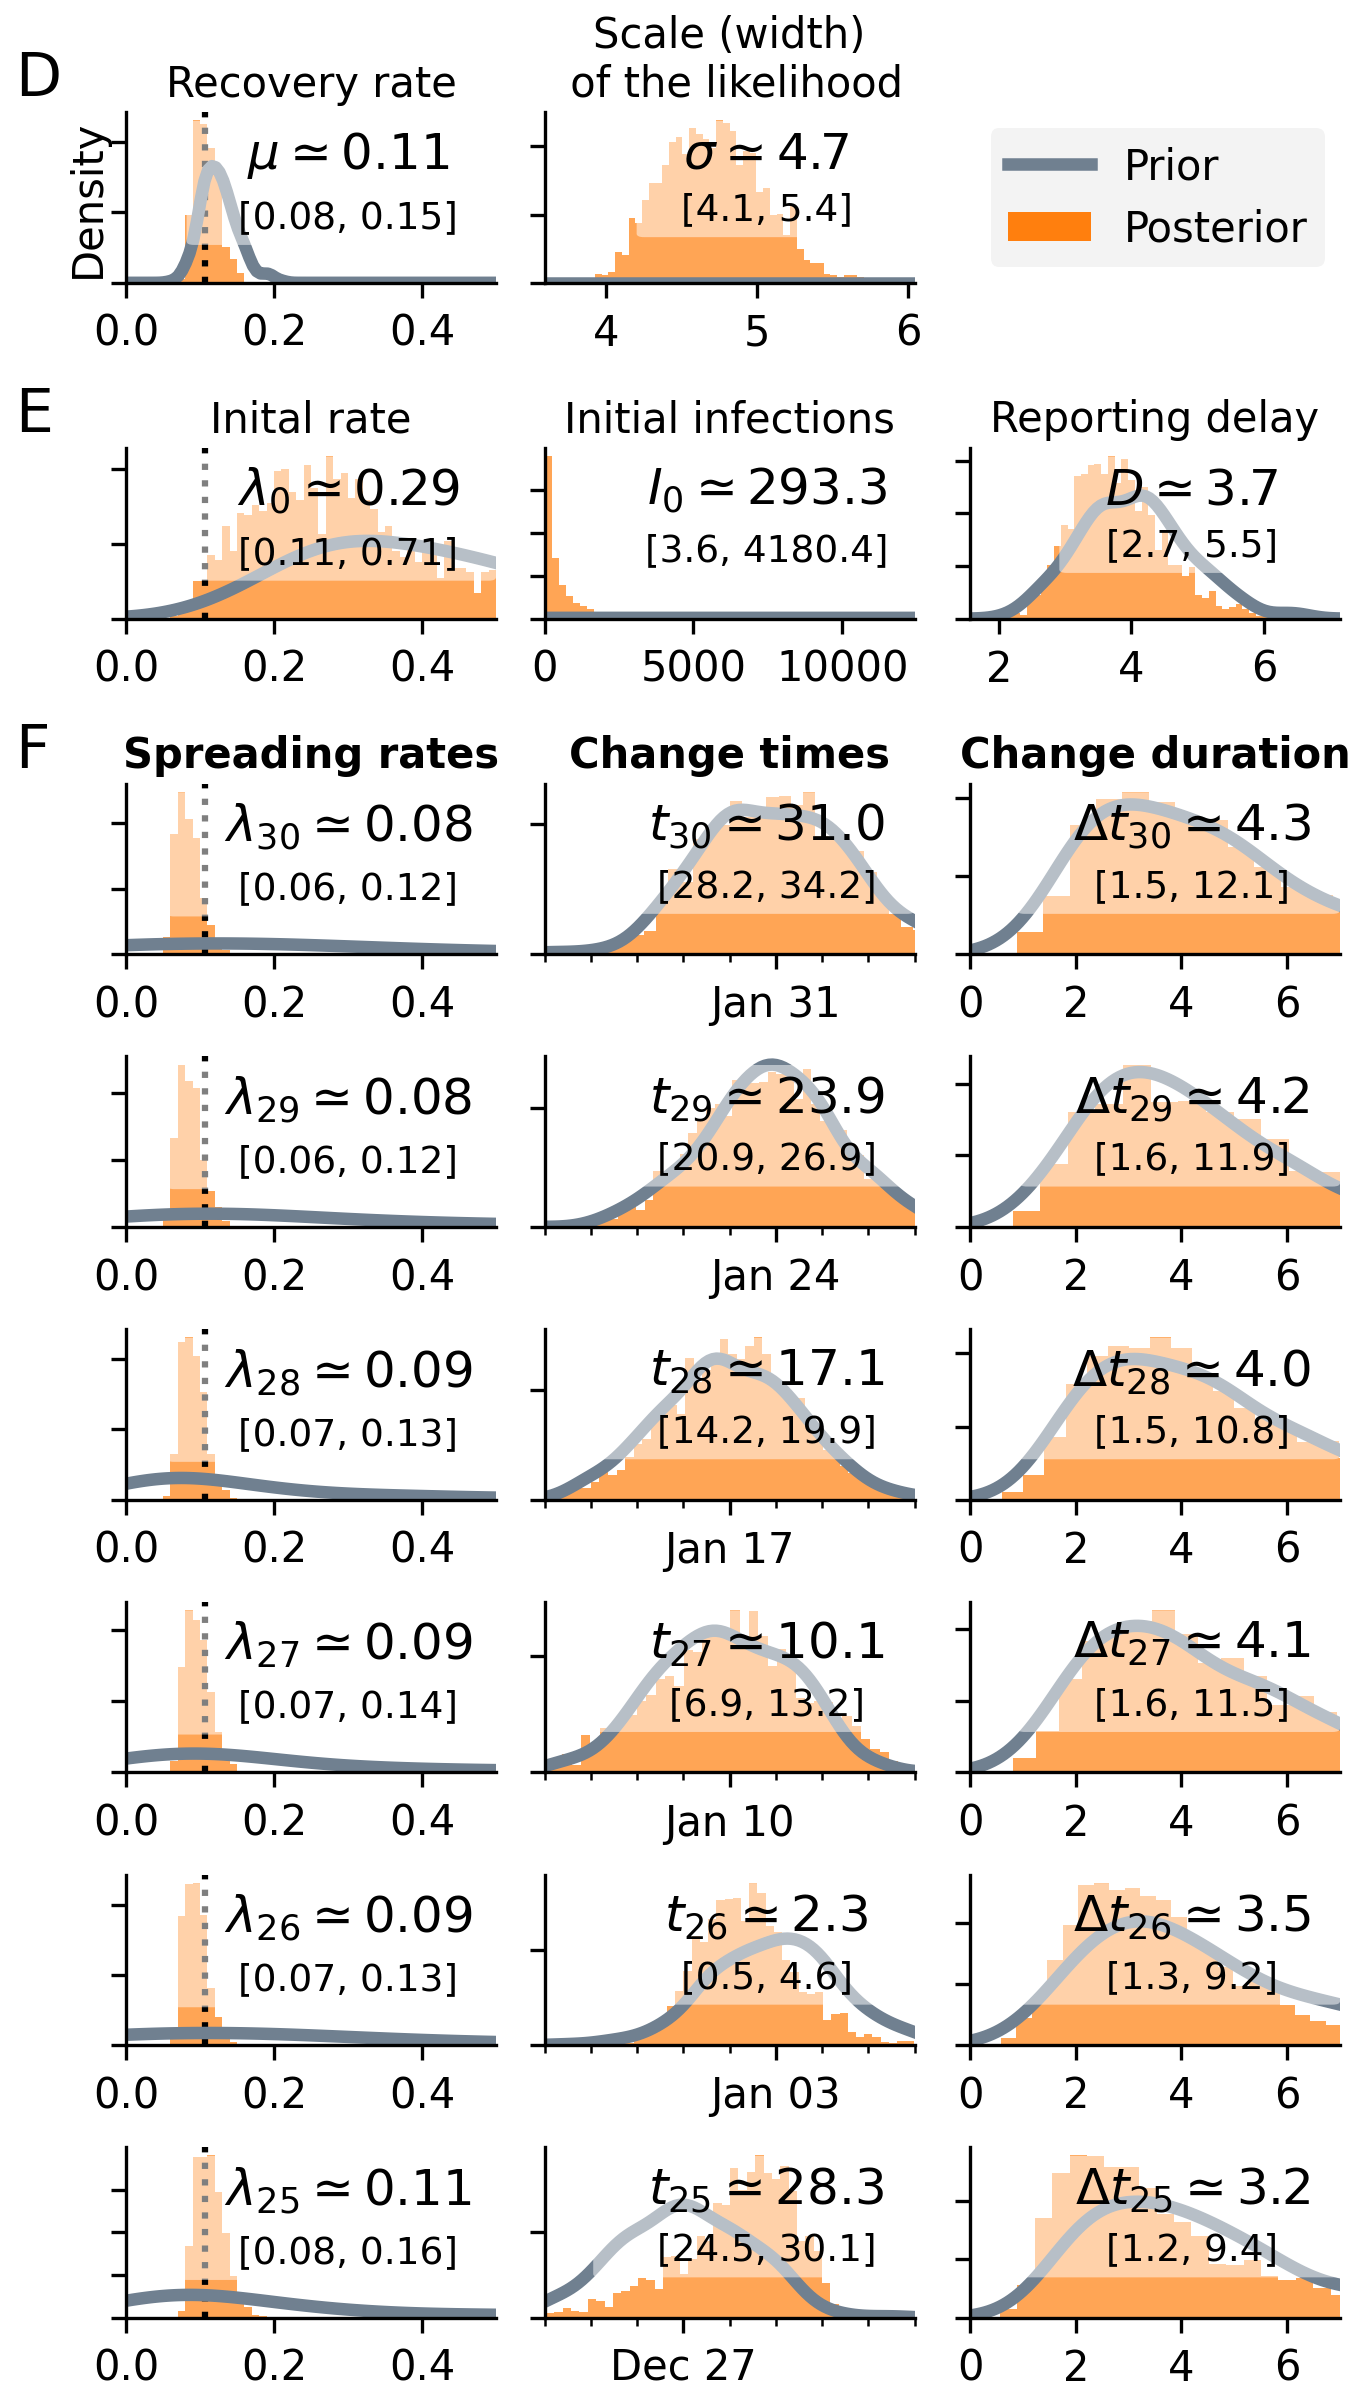 D
Recovery rate
Scale (width)
of the likelihood
Density
μ ≃ 0.11
[0.08, 0.15]
0.0 0.2 0.4
σ ≃ 4.7
[4.1, 5.4]
4 5 6
Prior
Posterior
E
Inital rate
λ0 ≃ 0.29
[0.11, 0.71]
0.0 0.2 0.4
Initial infections
I0 ≃ 293.3
[3.6, 4180.4]
0 5000 10000
Reporting delay
D ≃ 3.7
[2.7, 5.5]
2 4 6
F
Spreading rates
Change times
Change duration
λ30 ≃ 0.08
[0.06, 0.12]
0.0 0.2 0.4
t30 ≃ 31.0
[28.2, 34.2]
Jan 31
Δt30 ≃ 4.3
[1.5, 12.1]
0 2 4 6
λ29 ≃ 0.08
[0.06, 0.12]
0.0 0.2 0.4
t29 ≃ 23.9
[20.9, 26.9]
Jan 24
Δt29 ≃ 4.2
[1.6, 11.9]
0 2 4 6
λ28 ≃ 0.09
[0.07, 0.13]
0.0 0.2 0.4
t28 ≃ 17.1
[14.2, 19.9]
Jan 17
Δt28 ≃ 4.0
[1.5, 10.8]
0 2 4 6
λ27 ≃ 0.09
[0.07, 0.14]
0.0 0.2 0.4
t27 ≃ 10.1
[6.9, 13.2]
Jan 10
Δt27 ≃ 4.1
[1.6, 11.5]
0 2 4 6
λ26 ≃ 0.09
[0.07, 0.13]
0.0 0.2 0.4
t26 ≃ 2.3
[0.5, 4.6]
Jan 03
Δt26 ≃ 3.5
[1.3, 9.2]
0 2 4 6
λ25 ≃ 0.11
[0.08, 0.16]
0.0 0.2 0.4
t25 ≃ 28.3
[24.5, 30.1]
Dec 27
Δt25 ≃ 3.2
[1.2, 9.4]
0 2 4 6